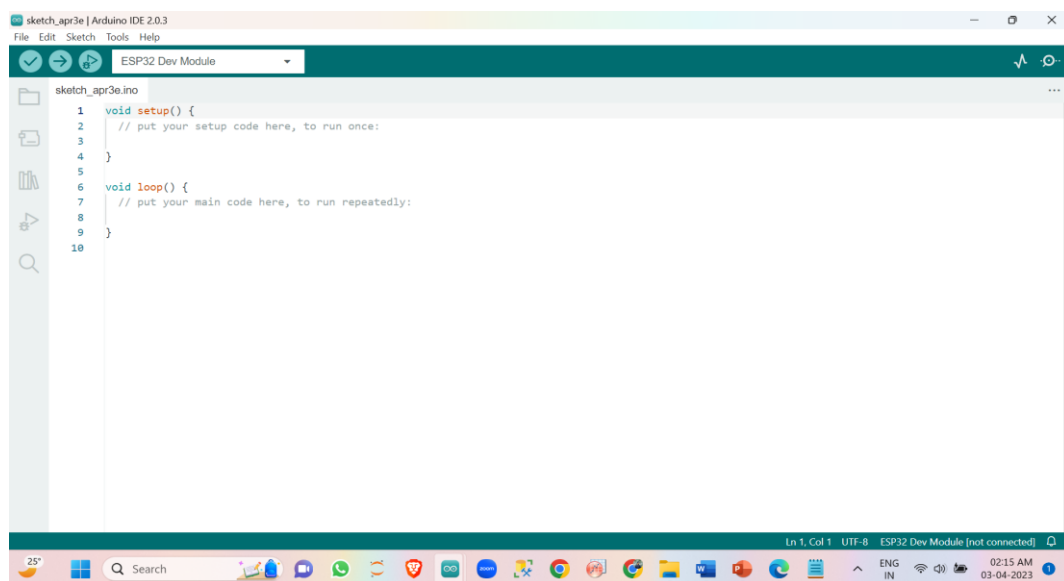 sketch_apr3e | Arduino IDE 2.0.3
File Edit Sketch Tools Help
ESP32 Dev Module
sketch_apr3e.ino
1 void setup() {
2 // put your setup code here, to run once:
3
4 }
5
6 void loop() {
7 // put your main code here, to run repeatedly:
8
9 }
10
Ln 1, Col 1 UTF-8 ESP32 Dev Module [not connected]
25°
Search
zoom
ENG
IN
02:15 AM
03-04-2023
1